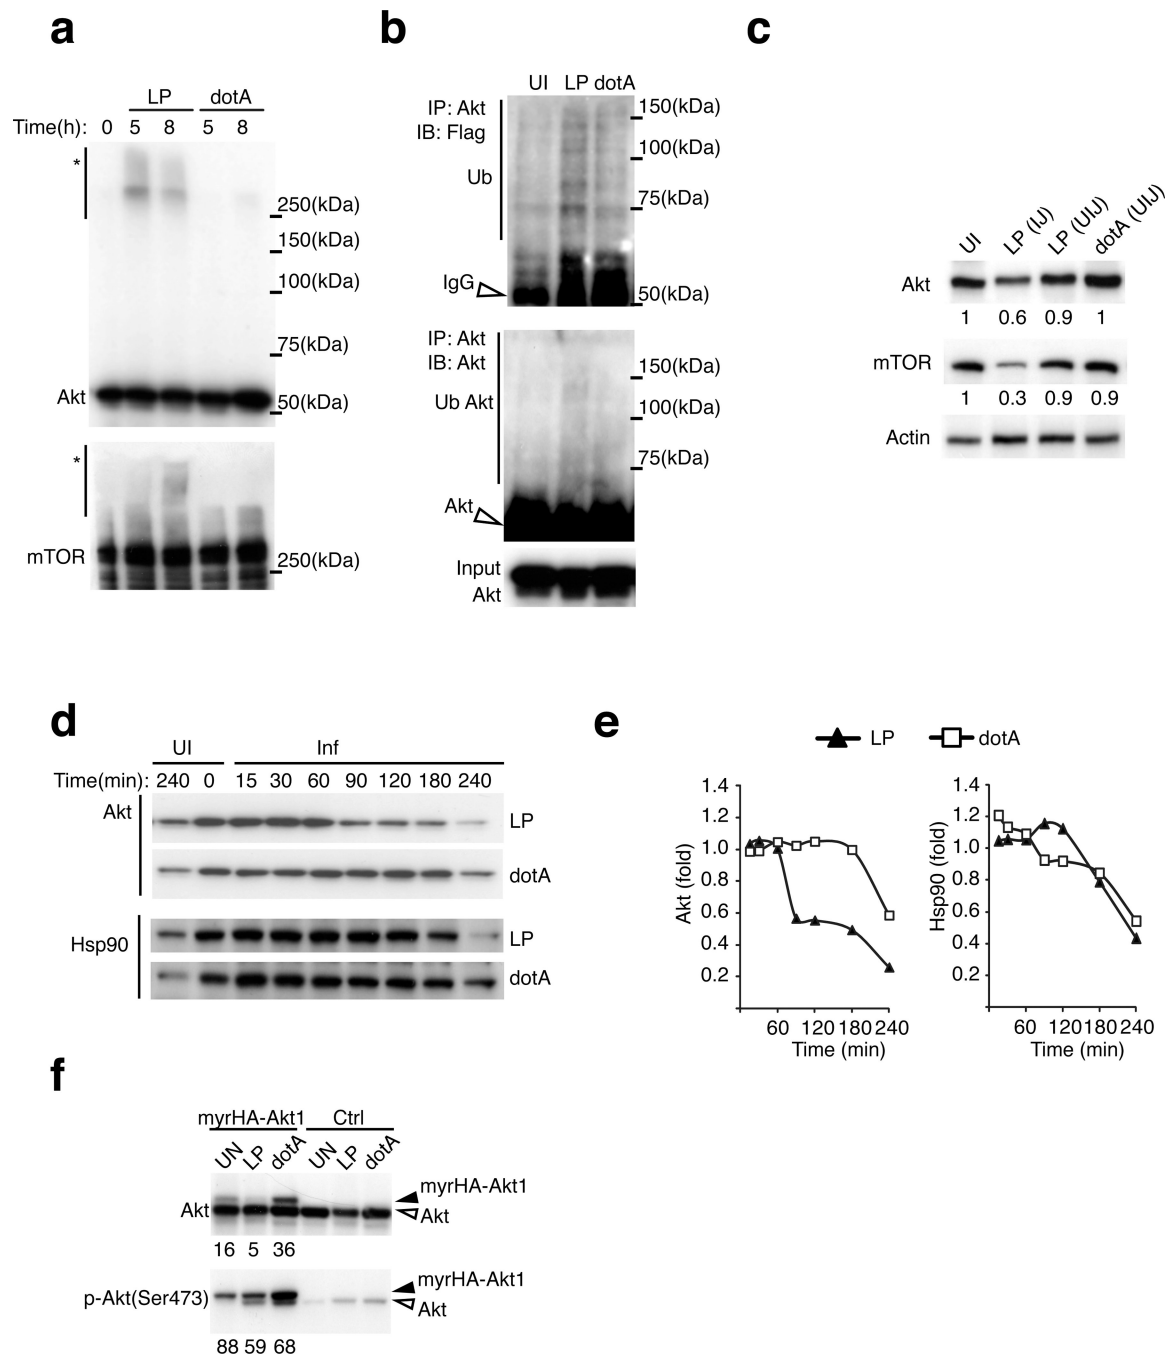 a
LP dotA
Time(h): 0 5 8 5 8
*
250(kDa)
150(kDa)
100(kDa)
75(kDa)
Akt
50(kDa)
*
mTOR
250(kDa)
b
UI LP dotA
IP: Akt
IB: Flag
150(kDa)
100(kDa)
Ub
75(kDa)
IgG
50(kDa)
IP: Akt
IB: Akt
150(kDa)
Ub Akt
100(kDa)
75(kDa)
Akt
Input
Akt
c
UI LP (IJ) LP (UIJ) dotA (UIJ)
Akt
1 0.6 0.9 1
mTOR
1 0.3 0.9 0.9
Actin
d
UI Inf
Time(min): 240 0 15 30 60 90 120 180 240
Akt
LP
dotA
Hsp90
LP
dotA
e
LP dotA
Akt (fold)
1.4
1.2
1.0
0.8
0.6
0.4
0.2
60 120 180 240
Time (min)
Hsp90 (fold)
1.4
1.2
1.0
0.8
0.6
0.4
0.2
60 120 180 240
Time (min)
f
myrHA-Akt1 Ctrl
UN LP dotA UN LP dotA
myrHA-Akt1
Akt Akt
16 5 36
myrHA-Akt1
p-Akt(Ser473) Akt
88 59 68